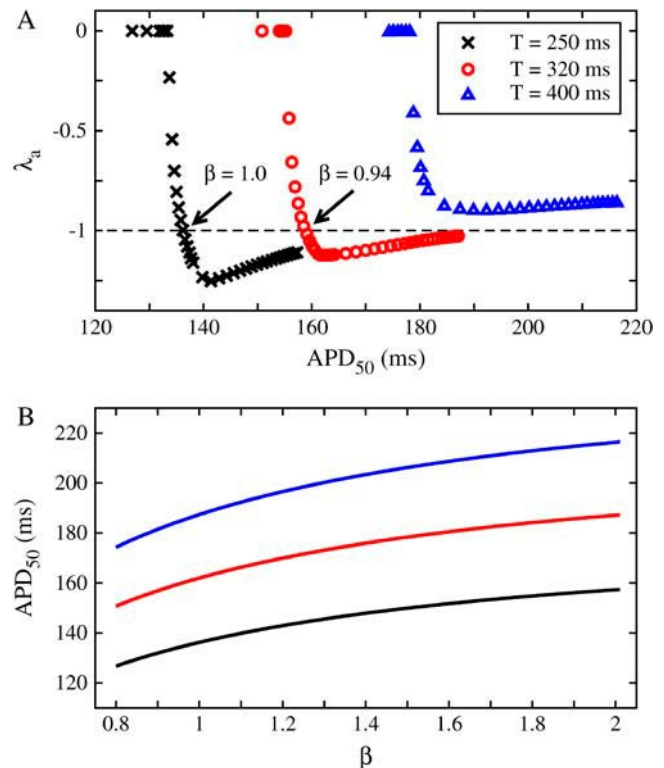 A
0
-0.5
-1
λa
T = 250 ms
T = 320 ms
T = 400 ms
β = 1.0
β = 0.94
120 140 160 180 200 220
APD50 (ms)
B
220
200
180
160
140
120
APD50 (ms)
0.8 1 1.2 1.4 1.6 1.8 2
β